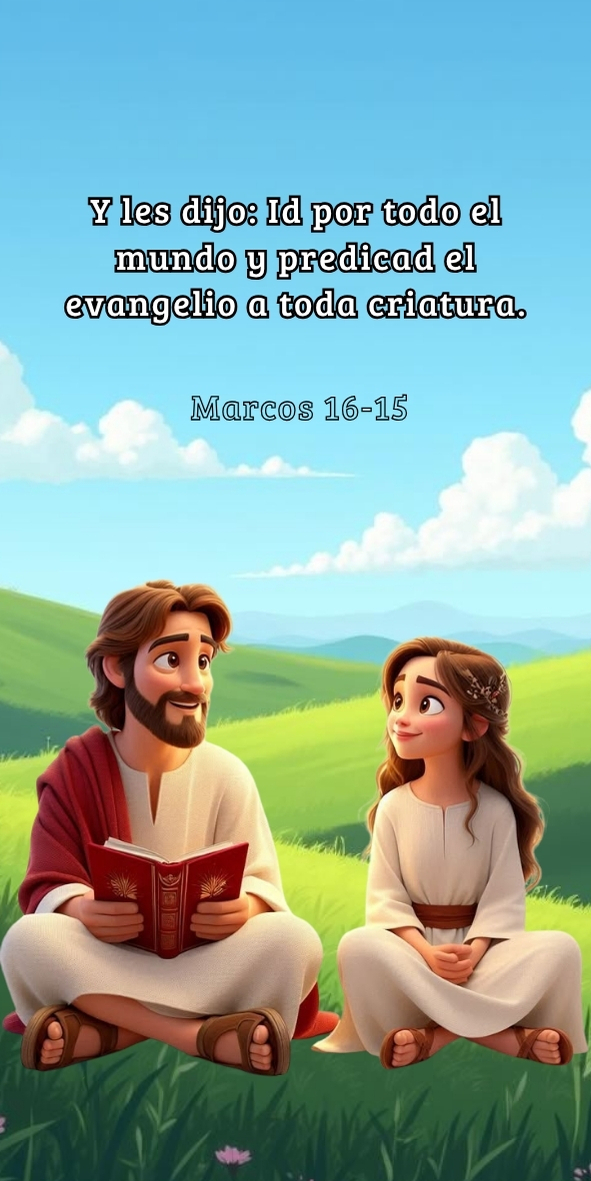 Y les dijo: Id por todo el
mundo y predicad el
evangelio a toda criatura.
Marcos 16-15